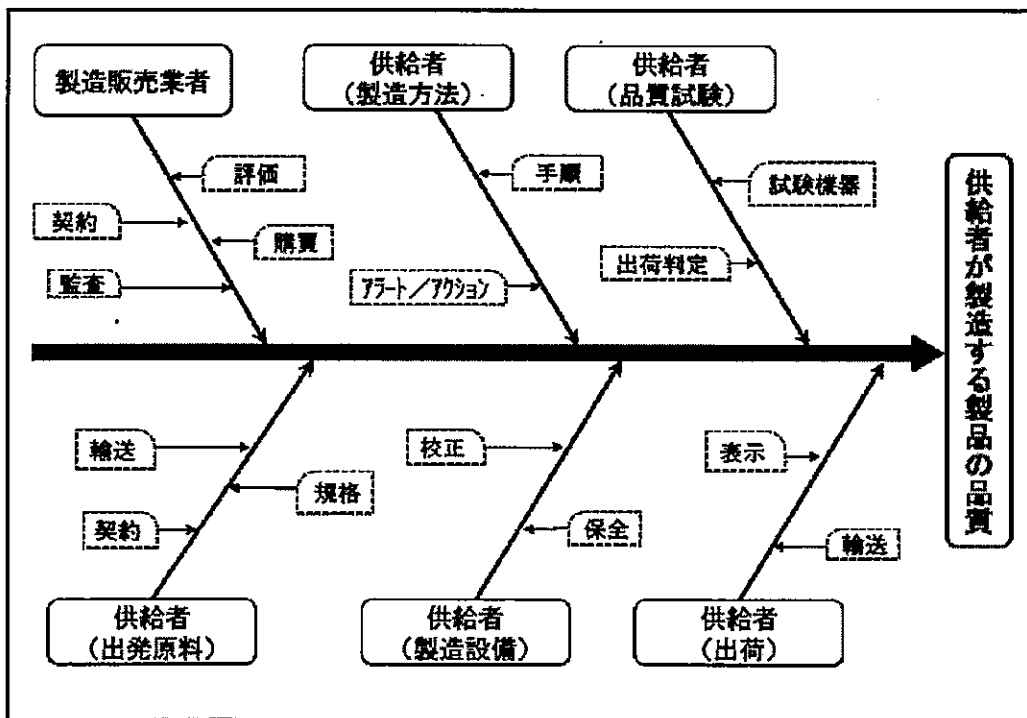 製造販売業者
供給者
（製造方法）
供給者
（品質試験）
評価
契約
購買
監査
手順
アラート／アクション
試験機器
出荷判定
供給者が製造する製品の品質
輸送
規格
契約
校正
保全
表示
輸送
供給者
（出発原料）
供給者
（製造設備）
供給者
（出荷）